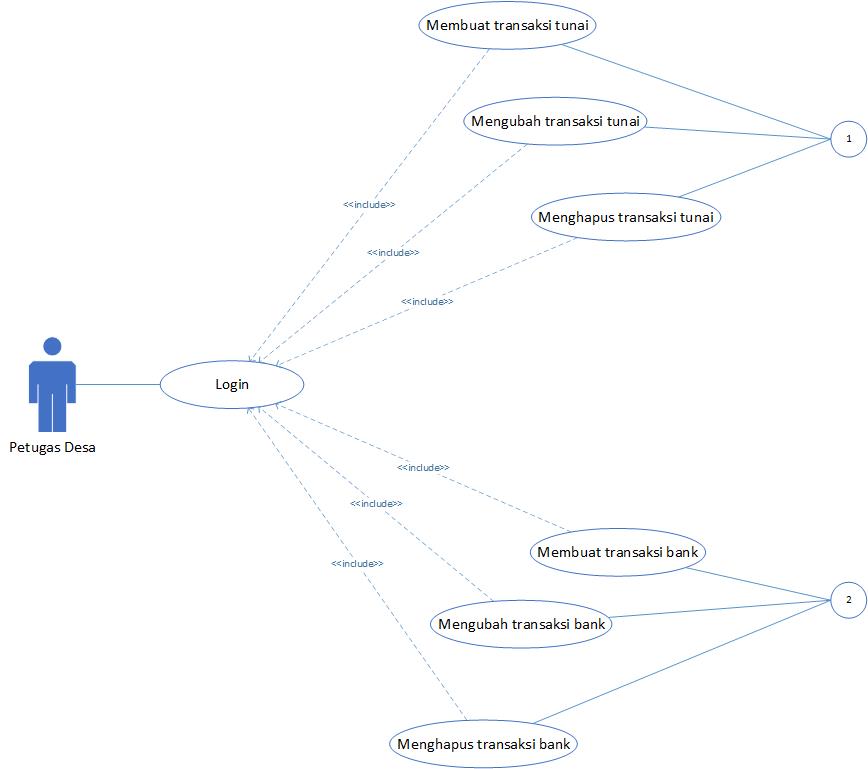 Membuat transaksi tunai
Mengubah transaksi tunai
1
<<include>>
Menghapus transaksi tunai
<<include>>
<<include>>
Login
Petugas Desa
<<include>>
<<include>>
Membuat transaksi bank
<<include>>
2
Mengubah transaksi bank
Menghapus transaksi bank